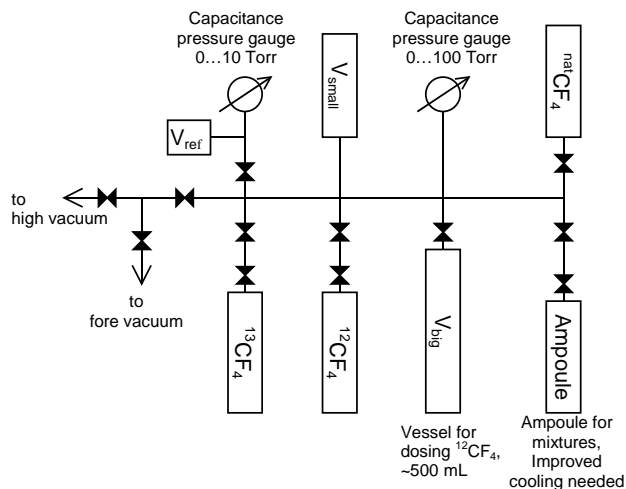 Capacitance
pressure gauge
0…10 Torr
Capacitance
pressure gauge
0…100 Torr
V_small
natCF4
V_ref
to
high vacuum
to
fore vacuum
13CF4
12CF4
V_big
Ampoule
Vessel for
dosing 12CF4,
~500 mL
Ampoule for
mixtures,
Improved
cooling needed